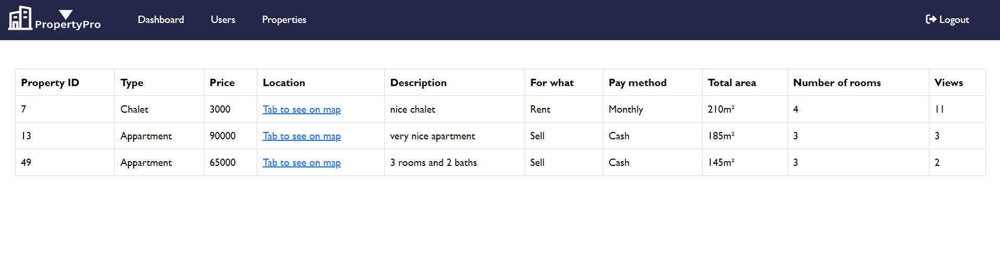 PropertyPro Dashboard Users Properties Logout
Property ID Type Price Location Description For what Pay method Total area Number of rooms Views
7 Chalet 3000 Tab to see on map nice chalet Rent Monthly 210m² 4 11
13 Appartment 90000 Tab to see on map very nice apartment Sell Cash 185m² 3 3
49 Appartment 65000 Tab to see on map 3 rooms and 2 baths Sell Cash 145m² 3 2